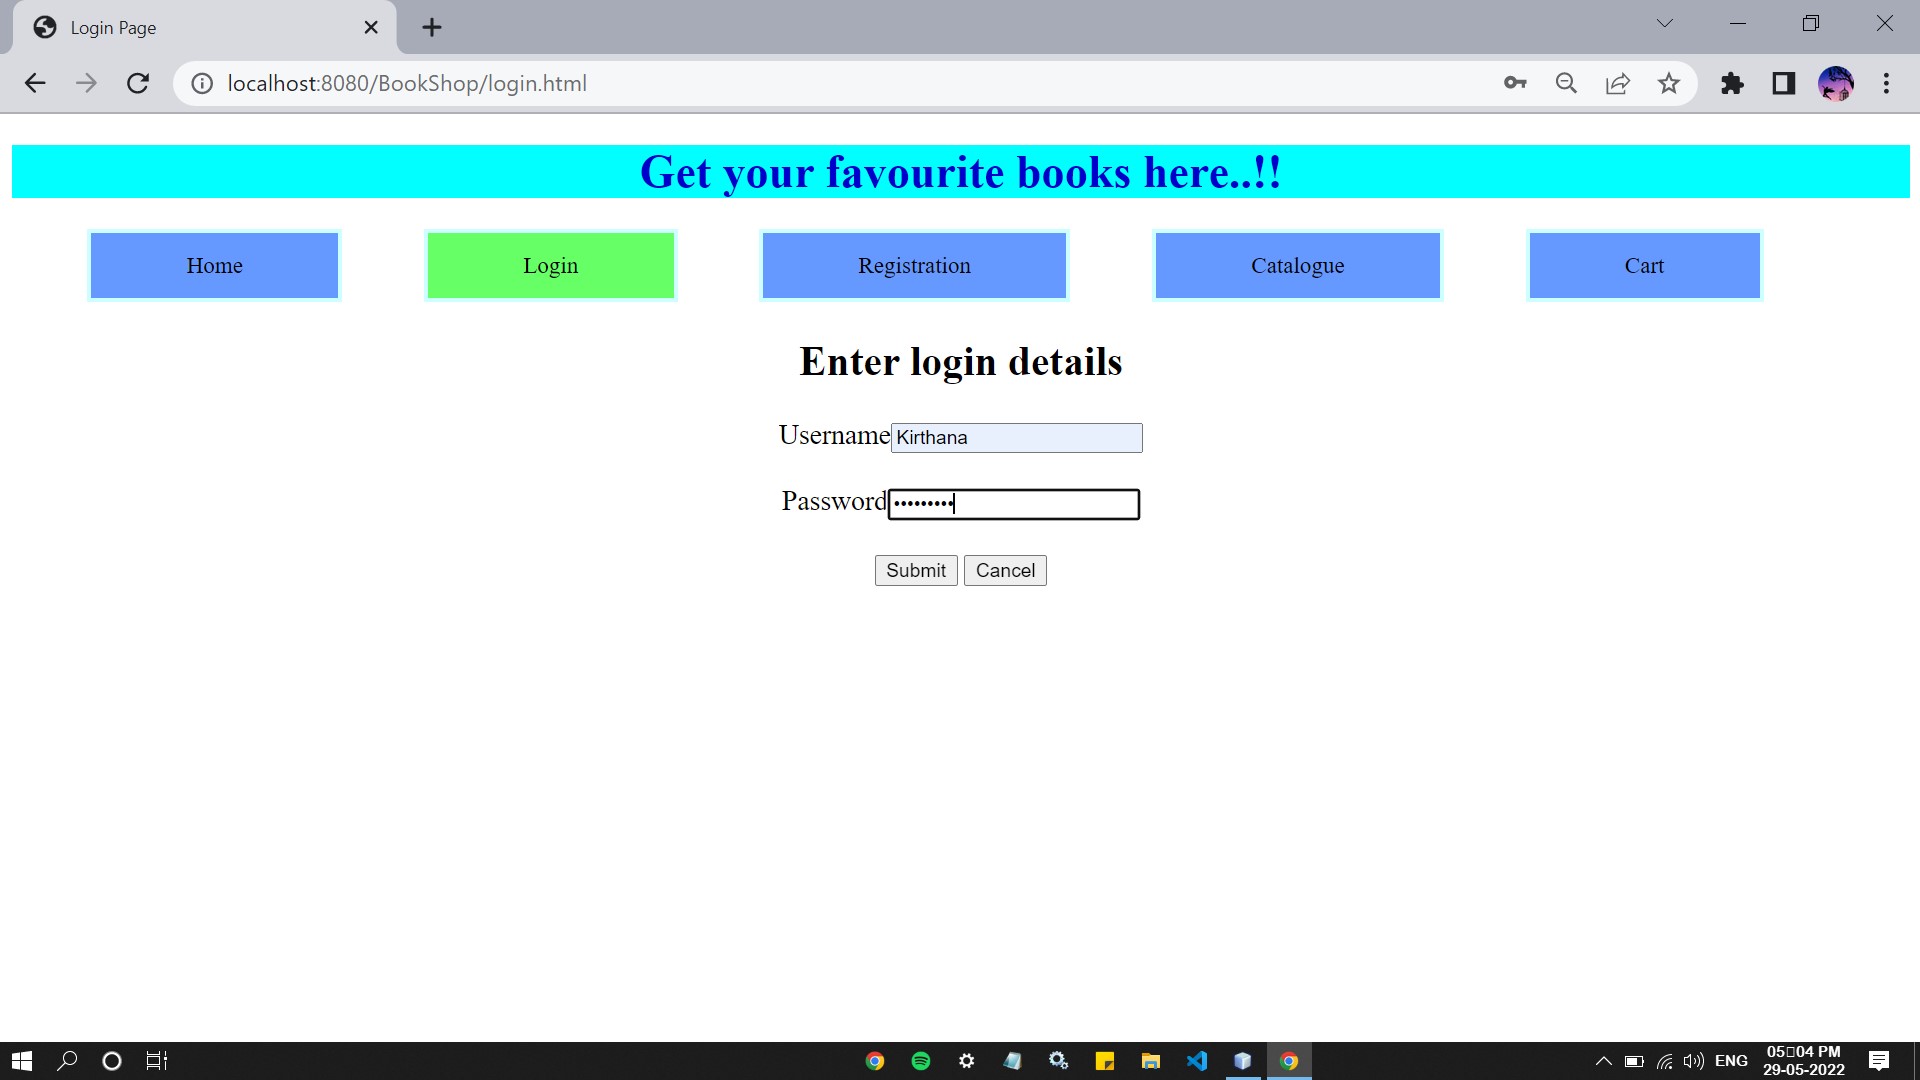 Login Page
localhost:8080/BookShop/login.html
Get your favourite books here..!!
Home Login Registration Catalogue Cart
Enter login details
Username Kirthana
Password •••••••••
Submit Cancel
ENG
05▯04 PM
29-05-2022